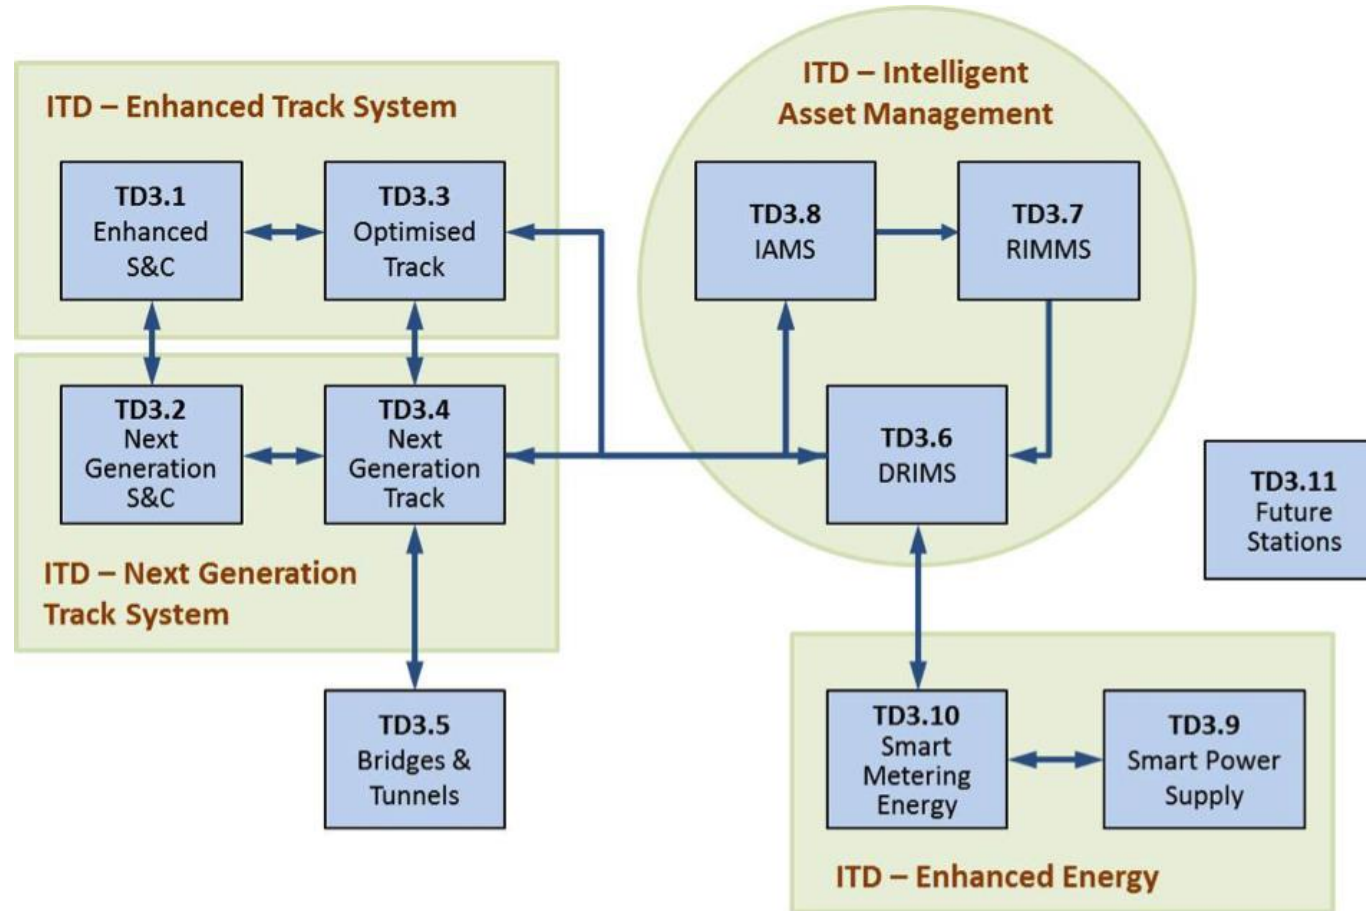 ITD – Enhanced Track System
TD3.1
Enhanced
S&C
TD3.3
Optimised
Track
TD3.2
Next
Generation
S&C
TD3.4
Next
Generation
Track
ITD – Next Generation
Track System
TD3.5
Bridges &
Tunnels
ITD – Intelligent
Asset Management
TD3.8
IAMS
TD3.7
RIMMS
TD3.6
DRIMS
TD3.11
Future
Stations
TD3.10
Smart
Metering
Energy
TD3.9
Smart Power
Supply
ITD – Enhanced Energy